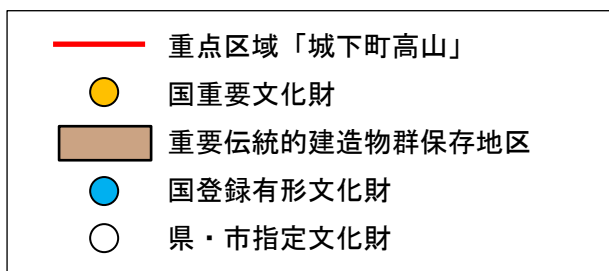 重点区域「城下町高山」
国重要文化財
重要伝統的建造物群保存地区
国登録有形文化財
県・市指定文化財